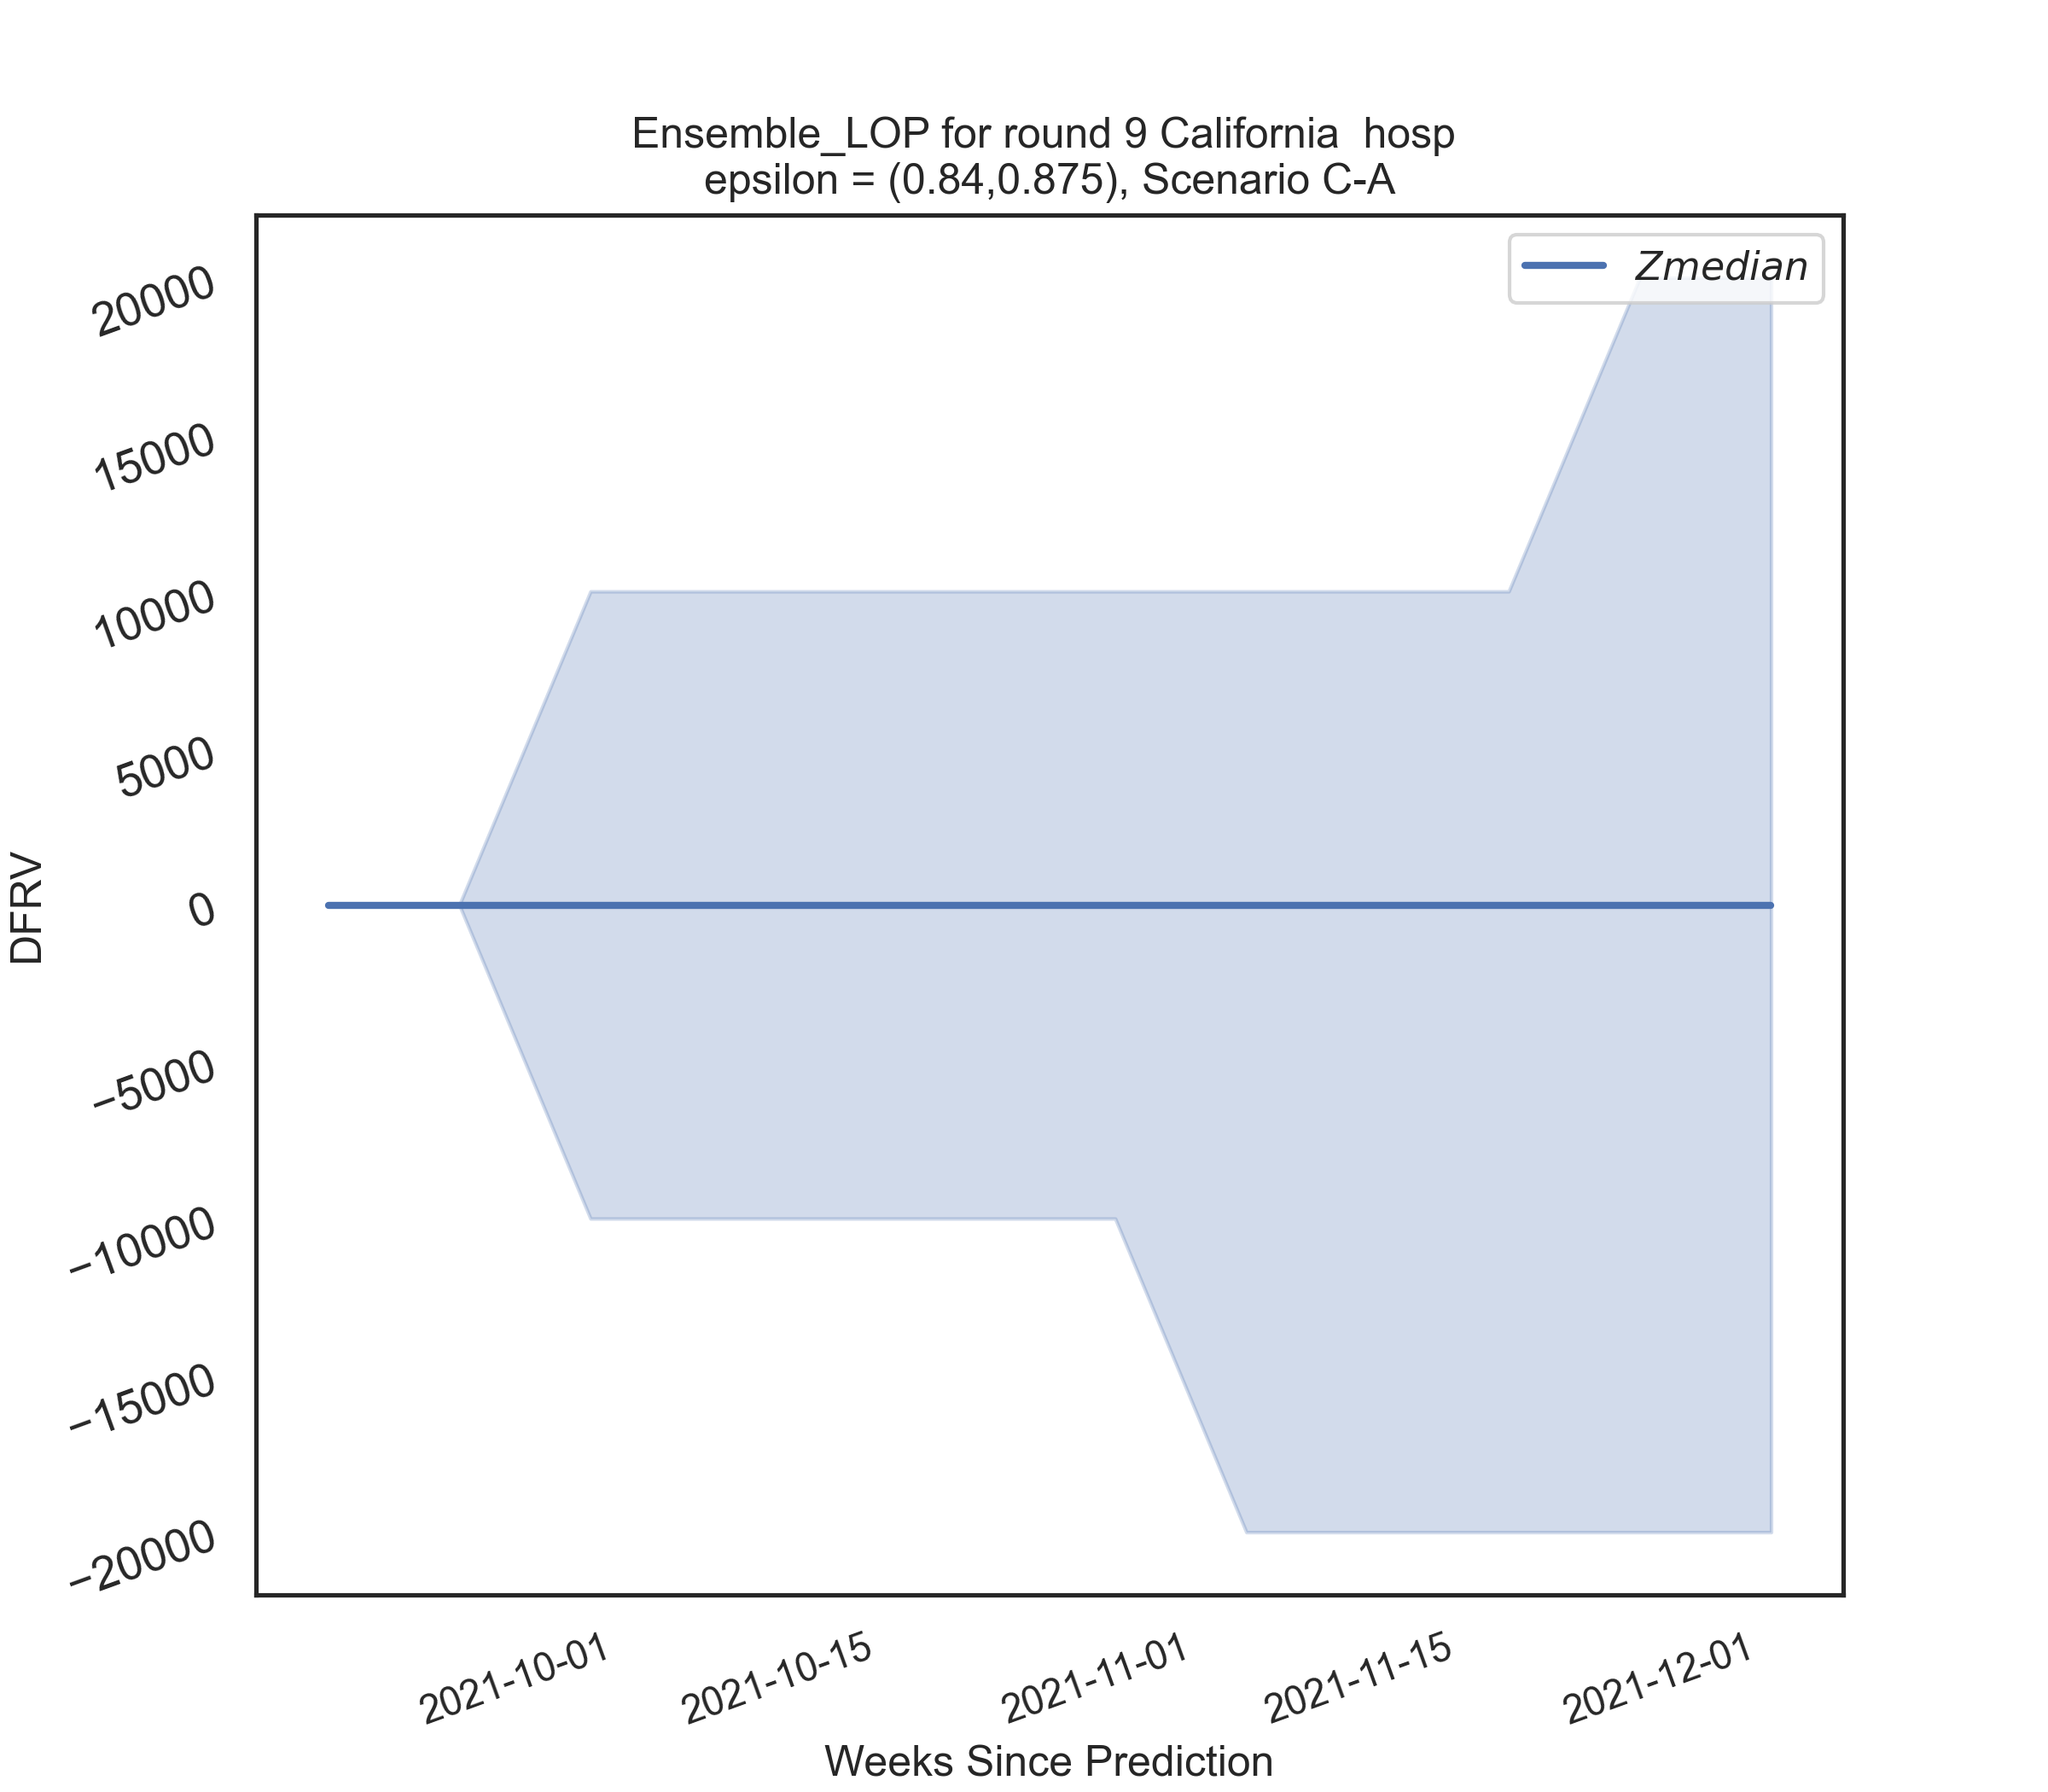 Ensemble_LOP for round 9 California  hosp
epsilon = (0.84,0.875), Scenario C-A
Zmedian
20000
15000
10000
5000
0
−5000
−10000
−15000
−20000
DFRV
2021-10-01
2021-10-15
2021-11-01
2021-11-15
2021-12-01
Weeks Since Prediction